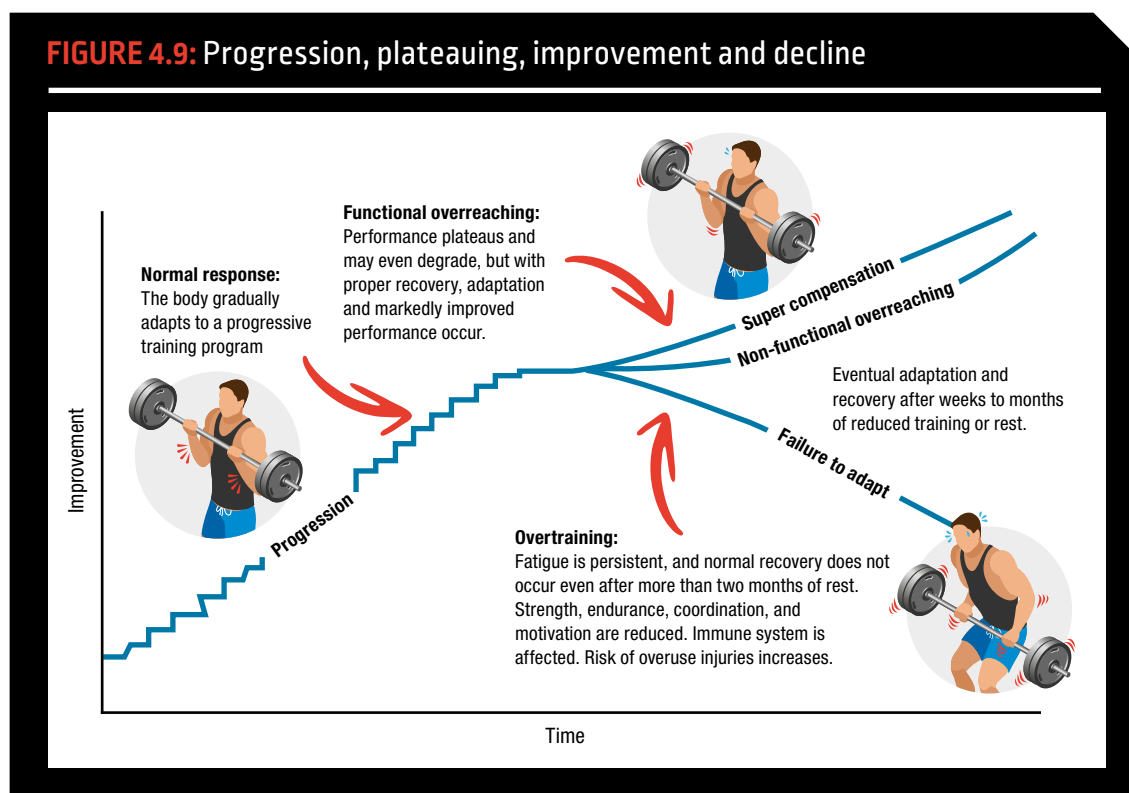 FIGURE 4.9: Progression, plateauing, improvement and decline
Functional overreaching:
Performance plateaus and
may even degrade, but with
proper recovery, adaptation
and markedly improved
performance occur.
Normal response:
The body gradually
adapts to a progressive
training program
Super compensation
Non-functional overreaching
Eventual adaptation and
recovery after weeks to months
of reduced training or rest.
Failure to adapt
Improvement
Progression
Overtraining:
Fatigue is persistent, and normal recovery does not
occur even after more than two months of rest.
Strength, endurance, coordination, and
motivation are reduced. Immune system is
affected. Risk of overuse injuries increases.
Time